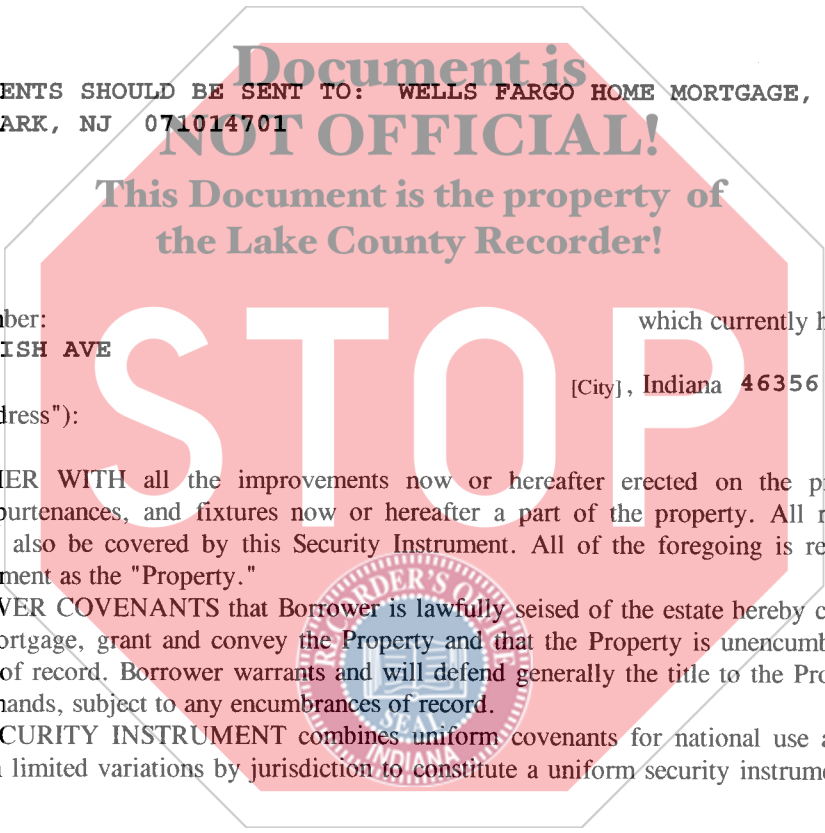 Document is
ENTS SHOULD BE SENT TO: WELLS FARGO HOME MORTGAGE,
ARK, NJ 071014701
NOT OFFICIAL!
This Document is the property of
the Lake County Recorder!
ber:
which currently h
ISH AVE
[City], Indiana 46356
dress"):
STOP
ER WITH all the improvements now or hereafter erected on the p
urtenances, and fixtures now or hereafter a part of the property. All r
also be covered by this Security Instrument. All of the foregoing is re
ment as the "Property."
VER COVENANTS that Borrower is lawfully seised of the estate hereby c
ortgage, grant and convey the Property and that the Property is unencumb
of record. Borrower warrants and will defend generally the title to the Pro
nands, subject to any encumbrances of record.
CURITY INSTRUMENT combines uniform covenants for national use a
limited variations by jurisdiction to constitute a uniform security instrume
RECORDER'S OFFICE
SEAL
INDIANA